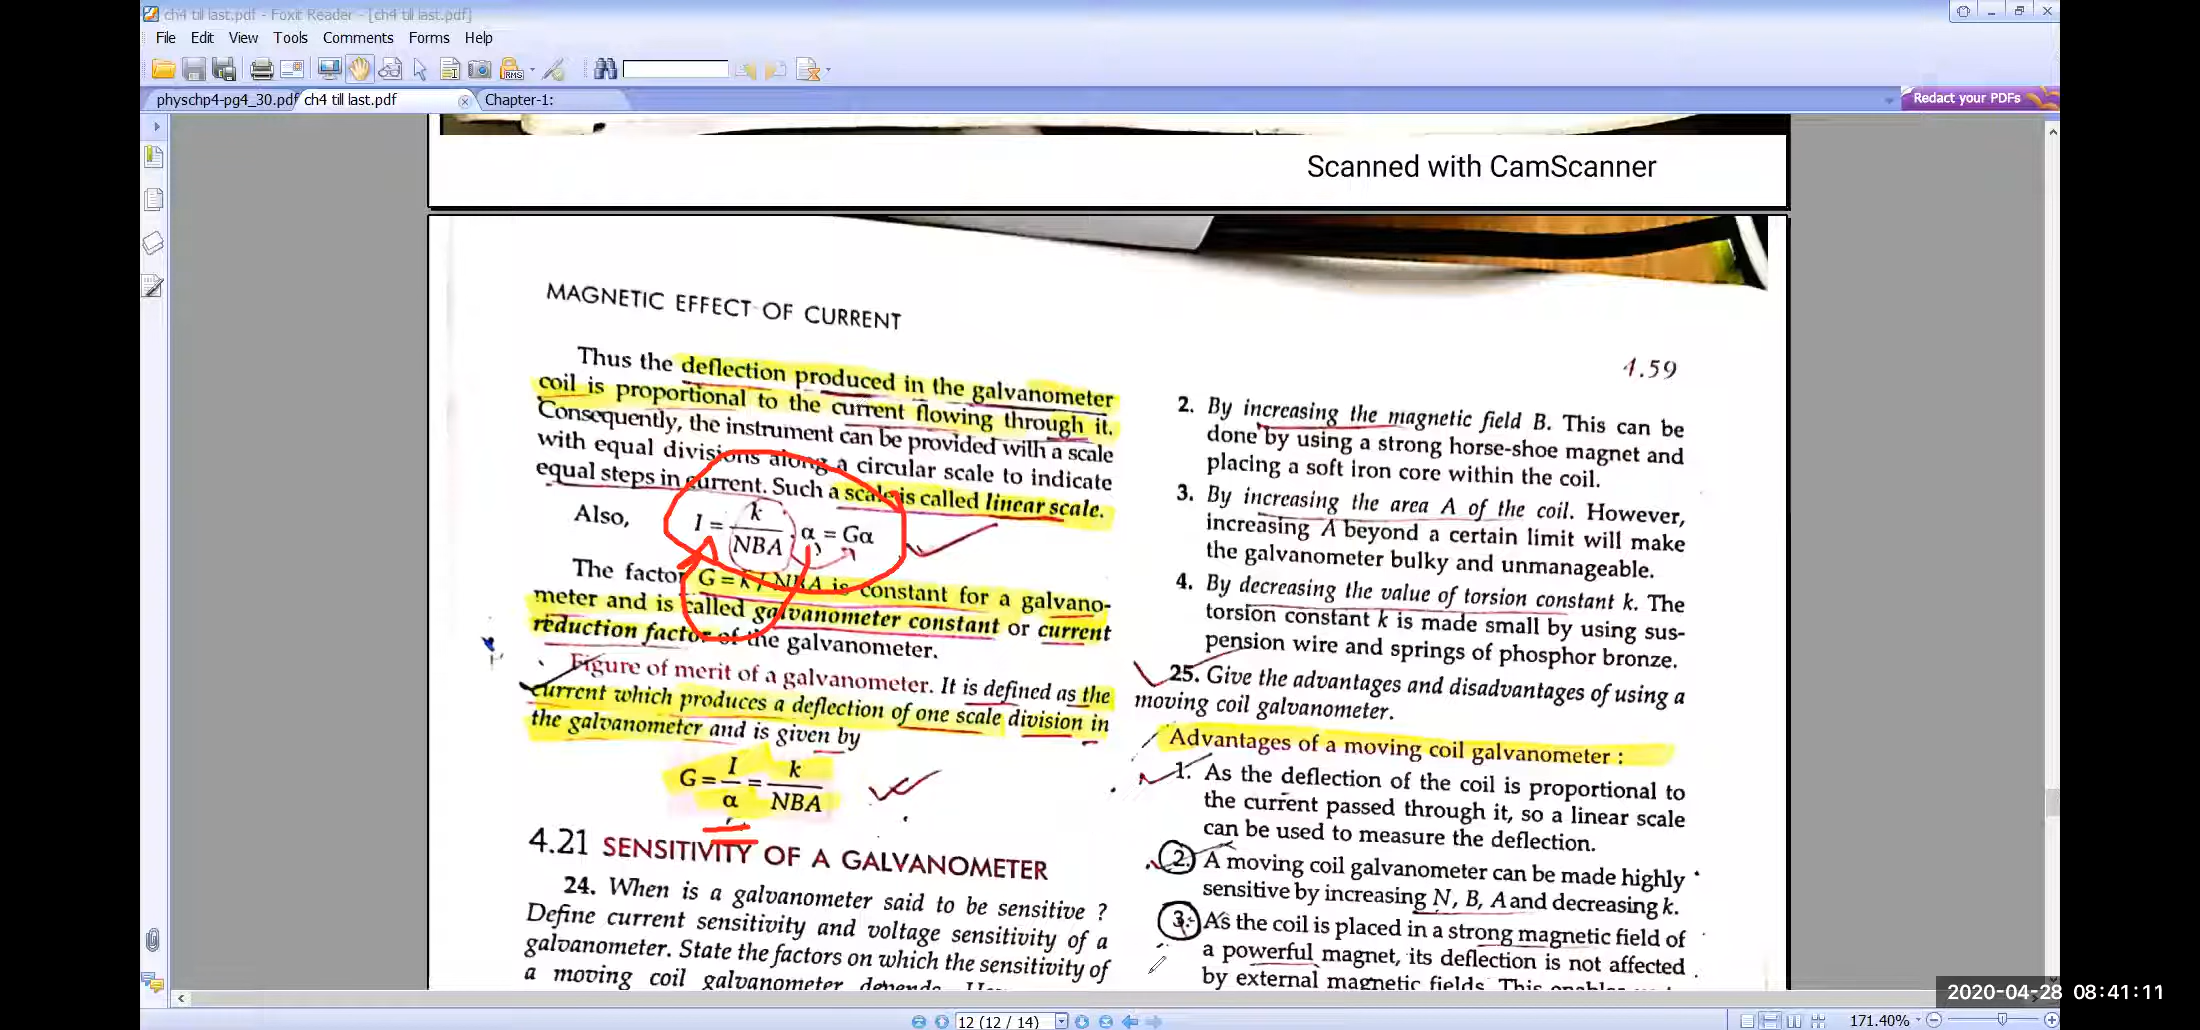 ch4 till last.pdf - Foxit Reader - [ch4 till last.pdf]
File Edit View Tools Comments Forms Help
physchp4-pg4_30.pdf ch4 till last.pdf Chapter-1:
Redact your PDFs
Scanned with CamScanner
MAGNETIC EFFECT OF CURRENT
4.59
Thus the deflection produced in the galvanometer
coil is proportional to the current flowing through it.
Consequently, the instrument can be provided with a scale
with equal divisions along a circular scale to indicate
equal steps in current. Such a scale is called linear scale.
Also, I = k / NBA . α = Gα
The factor G = k / NBA is constant for a galvano-
meter and is called galvanometer constant or current
reduction factor of the galvanometer.
Figure of merit of a galvanometer. It is defined as the
current which produces a deflection of one scale division in
the galvanometer and is given by
G = I / α = k / NBA
4.21 SENSITIVITY OF A GALVANOMETER
24. When is a galvanometer said to be sensitive ?
Define current sensitivity and voltage sensitivity of a
galvanometer. State the factors on which the sensitivity of
a moving coil galvanometer depends.
2. By increasing the magnetic field B. This can be
done by using a strong horse-shoe magnet and
placing a soft iron core within the coil.
3. By increasing the area A of the coil. However,
increasing A beyond a certain limit will make
the galvanometer bulky and unmanageable.
4. By decreasing the value of torsion constant k. The
torsion constant k is made small by using sus-
pension wire and springs of phosphor bronze.
25. Give the advantages and disadvantages of using a
moving coil galvanometer.
Advantages of a moving coil galvanometer :
1. As the deflection of the coil is proportional to
the current passed through it, so a linear scale
can be used to measure the deflection.
2. A moving coil galvanometer can be made highly
sensitive by increasing N, B, A and decreasing k.
3. As the coil is placed in a strong magnetic field of
a powerful magnet, its deflection is not affected
by external magnetic fields. This
2020-04-28 08:41:11
12 (12 / 14)
171.40%